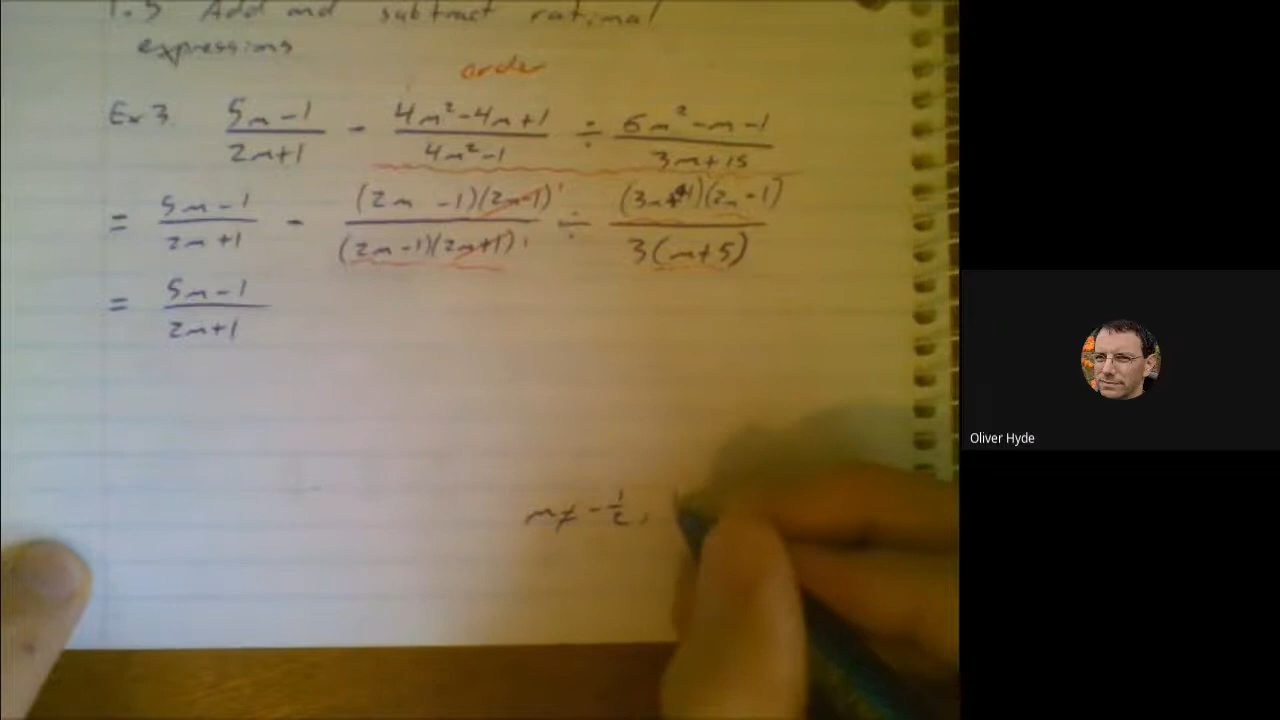 1.5 Add and subtract rational
expressions
order
Ex 3 (5m-1)/(2m+1) - (4m²-4m+1)/(4m²-1) ÷ (6m²-m-1)/(3m+15)
= (5m-1)/(2m+1) - (2m-1)(2m-1)/(2m-1)(2m+1) ÷ (3m+1)(2m-1)/3(m+5)
= (5m-1)/(2m+1)
m≠ -1/2,
Oliver Hyde